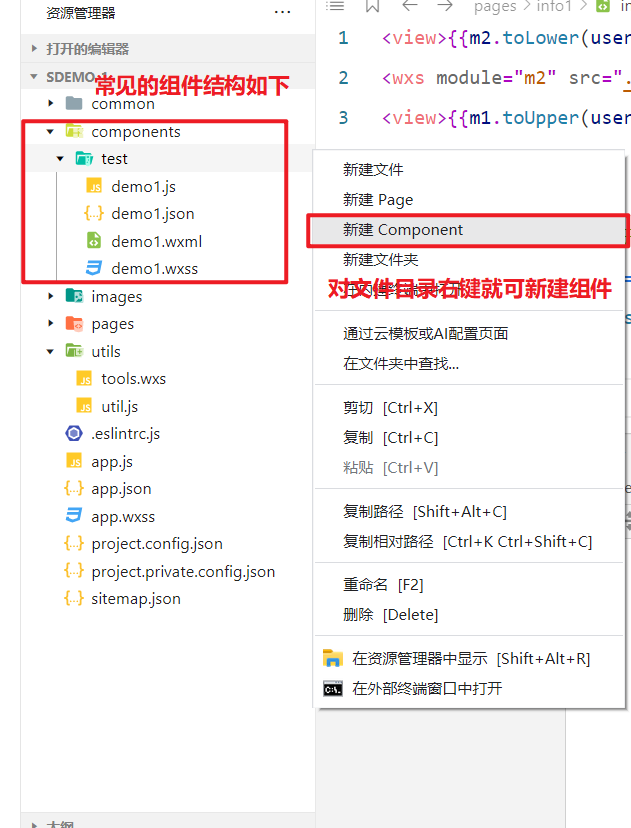 资源管理器
...
打开的编辑器
SDEMO-1
常见的组件结构如下
common
components
test
demo1.js
demo1.json
demo1.wxml
demo1.wxss
images
pages
utils
tools.wxs
util.js
.eslintrc.js
app.js
app.json
app.wxss
project.config.json
project.private.config.json
sitemap.json
大纲
pages > info1 >
1 <view>{{m2.toLower(user
2 <wxs module="m2" src=".
3 <view>{{m1.toUpper(user
新建文件
新建 Page
新建 Component
新建文件夹
对文件目录右键就可新建组件
通过云模板或AI配置页面
在文件夹中查找...
剪切 [Ctrl+X]
复制 [Ctrl+C]
粘贴 [Ctrl+V]
复制路径 [Shift+Alt+C]
复制相对路径 [Ctrl+K Ctrl+Shift+C]
重命名 [F2]
删除 [Delete]
在资源管理器中显示 [Shift+Alt+R]
在外部终端窗口中打开